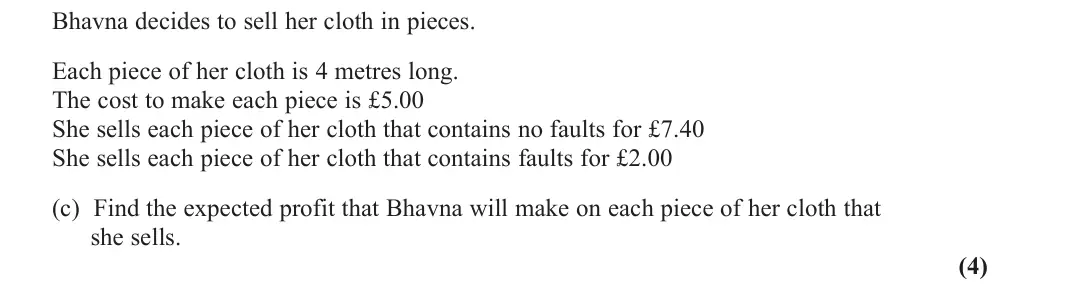 Bhavna decides to sell her cloth in pieces.
Each piece of her cloth is 4 metres long.
The cost to make each piece is £5.00
She sells each piece of her cloth that contains no faults for £7.40
She sells each piece of her cloth that contains faults for £2.00
(c) Find the expected profit that Bhavna will make on each piece of her cloth that
she sells.
(4)